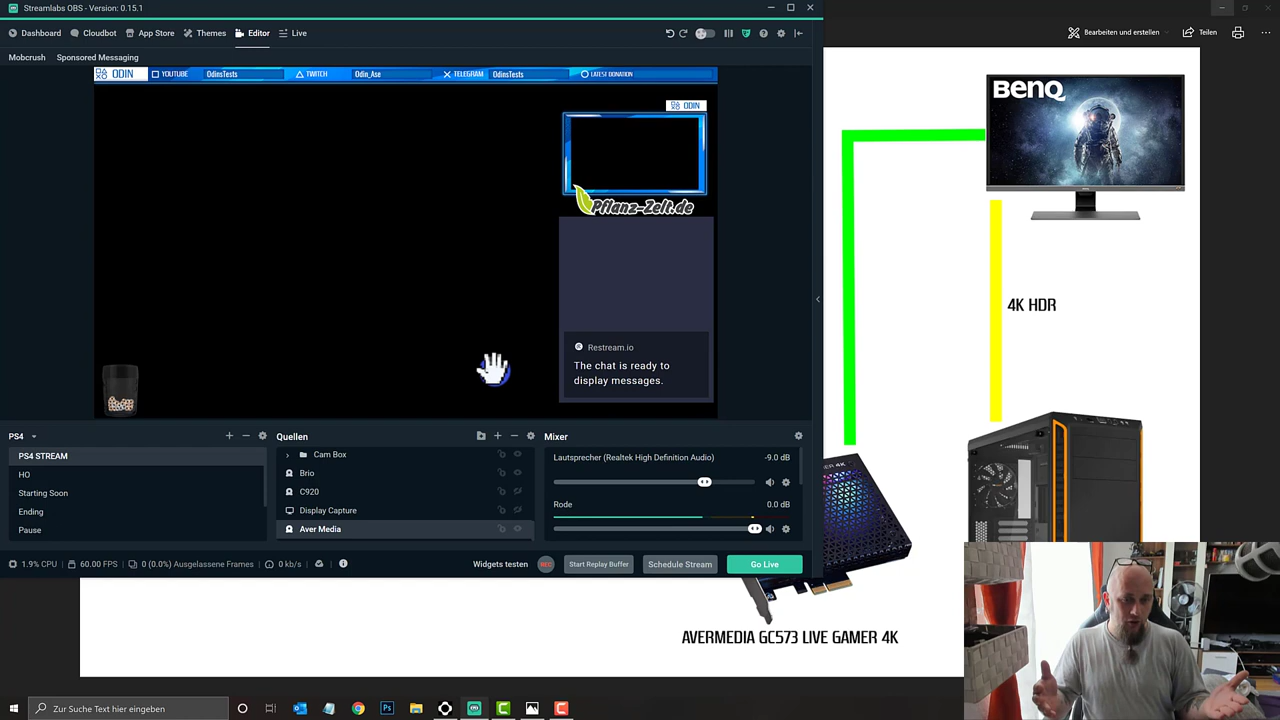 Streamlabs OBS - Version: 0.15.1
Dashboard
Cloudbot
App Store
Themes
Editor
Live
Bearbeiten und erstellen
Teilen
Mobcrush
Sponsored Messaging
ODIN
YOUTUBE
OdinsTests
TWITCH
Odin_Ase
TELEGRAM
OdinsTests
LATEST DONATION
ODIN
Pflanz-Zelt.de
Restream.io
The chat is ready to
display messages.
BenQ
4K HDR
PS4
PS4 STREAM
HO
Starting Soon
Ending
Pause
Quellen
Cam Box
Brio
C920
Display Capture
Aver Media
Mixer
Lautsprecher (Realtek High Definition Audio)
-9.0 dB
Rode
0.0 dB
1.9% CPU
60.00 FPS
0 (0.0%) Ausgelassene Frames
0 kb/s
Widgets testen
REC
Start Replay Buffer
Schedule Stream
Go Live
AVERMEDIA GC573 LIVE GAMER 4K
Zur Suche Text hier eingeben